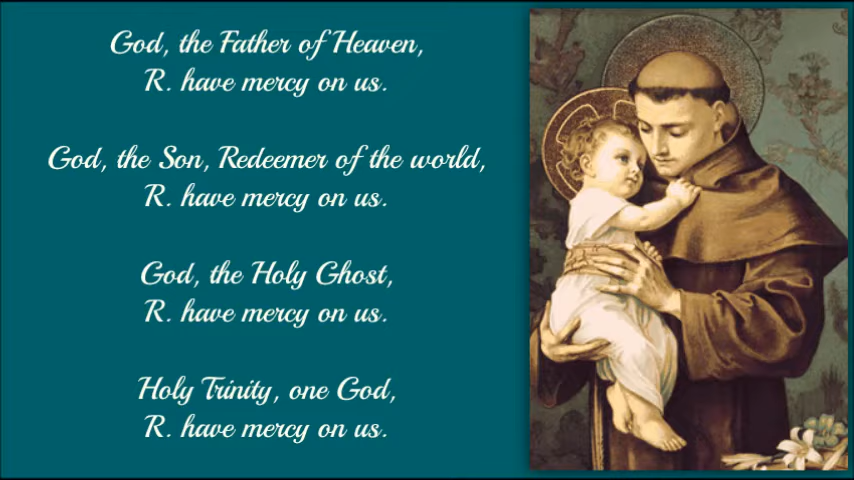 God, the Father of Heaven,
R. have mercy on us.
God, the Son, Redeemer of the world,
R. have mercy on us.
God, the Holy Ghost,
R. have mercy on us.
Holy Trinity, one God,
R. have mercy on us.